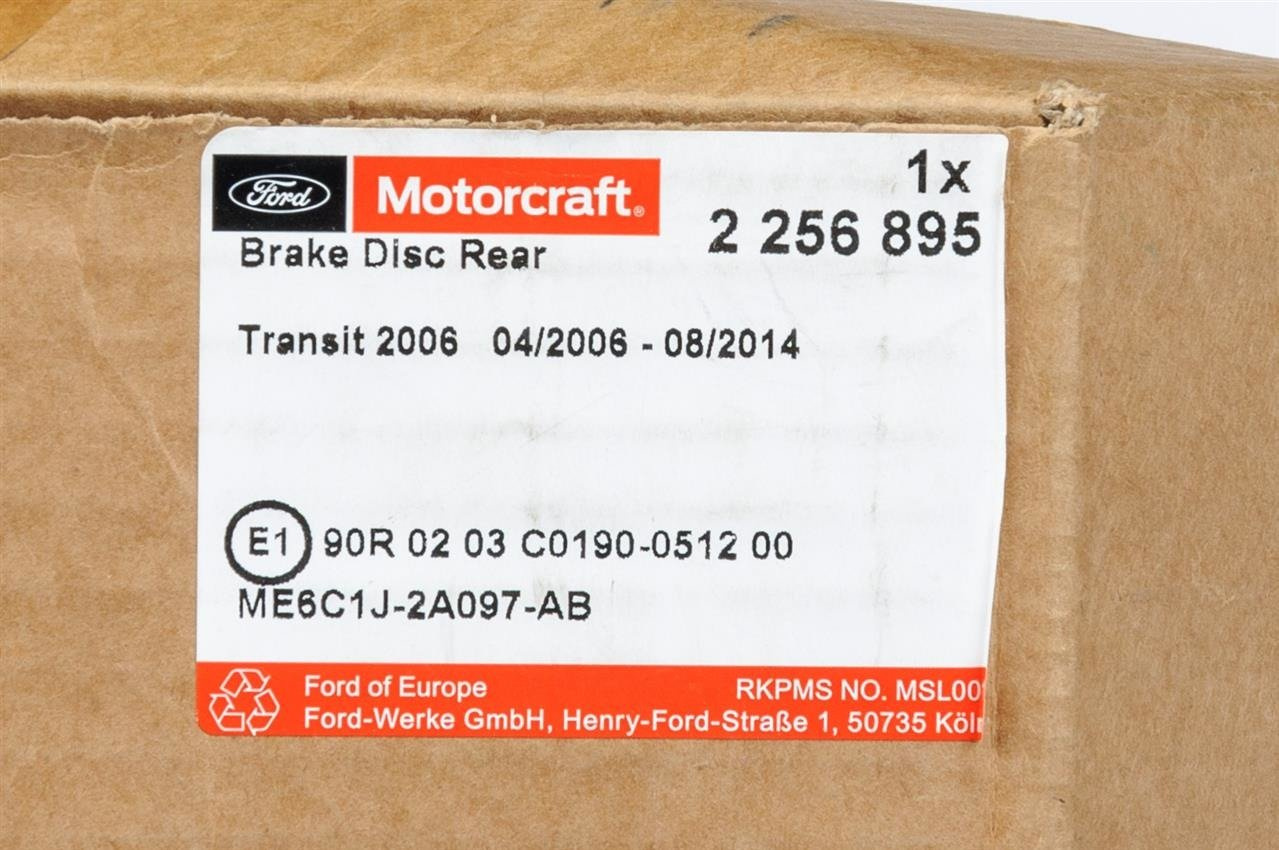 Ford Motorcraft® 1x
2 256 895
Brake Disc Rear
Transit 2006 04/2006 - 08/2014
E1 90R 02 03 C0190-0512 00
ME6C1J-2A097-AB
Ford of Europe RKPMS NO.
Ford-Werke GmbH, Henry-Ford-Straße 1, 50735